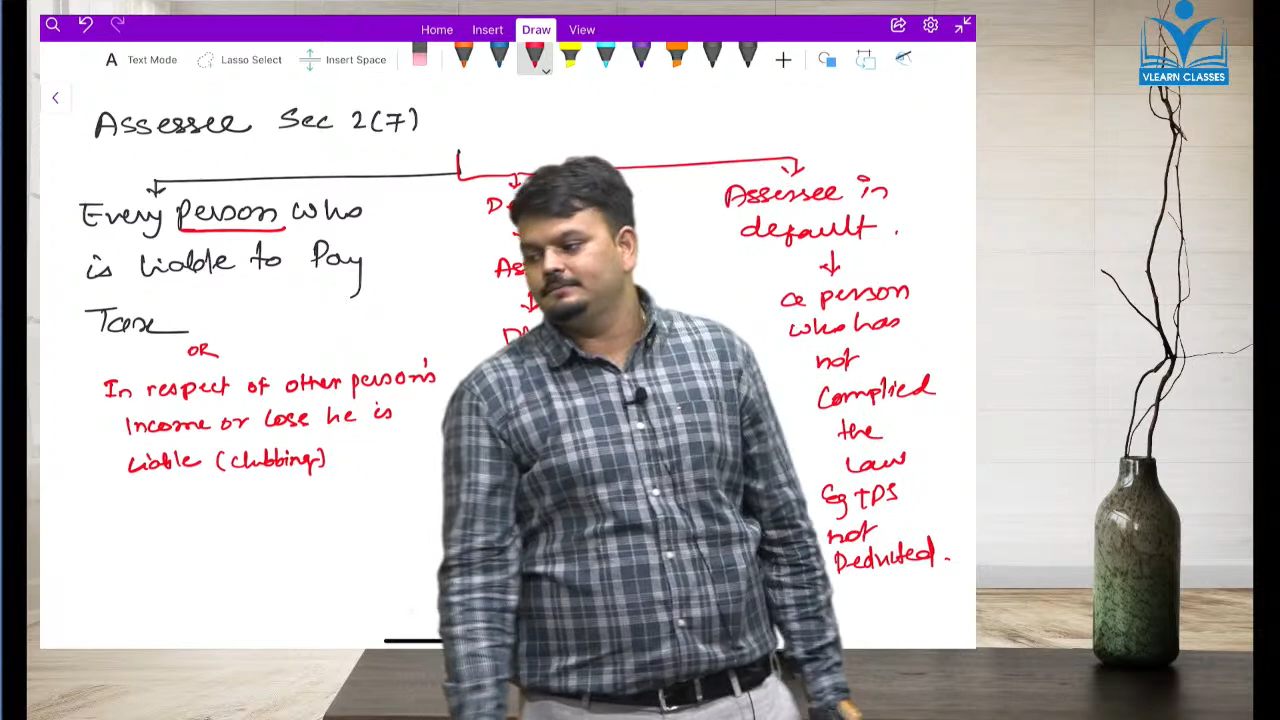 Home Insert Draw View
Text Mode Lasso Select Insert Space
VLEARN CLASSES
Assessee Sec 2(7)
Every person who
is liable to Pay
Tax
OR
In respect of other person's
Income or Lose he is
Liable (clubbing)
Assessee in
default.
a person
who has
not
Complied
the
Law
Eg TDS
not
Deducted.